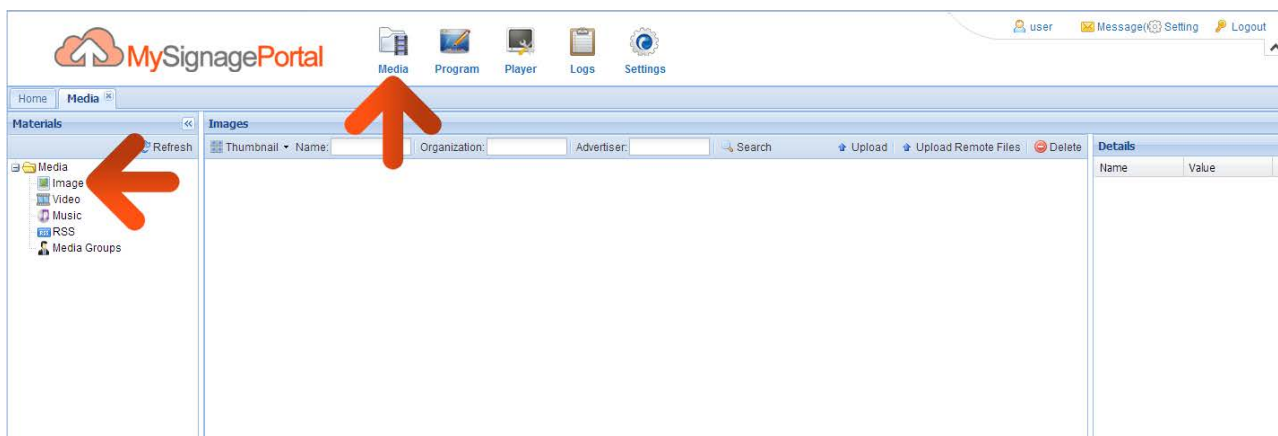 MySignagePortal
Media Program Player Logs Settings
user Message( Setting Logout
Home Media
Materials
Refresh
Media
Image
Video
Music
RSS
Media Groups
Images
Thumbnail Name: Organization: Advertiser: Search Upload Upload Remote Files Delete
Details
Name Value